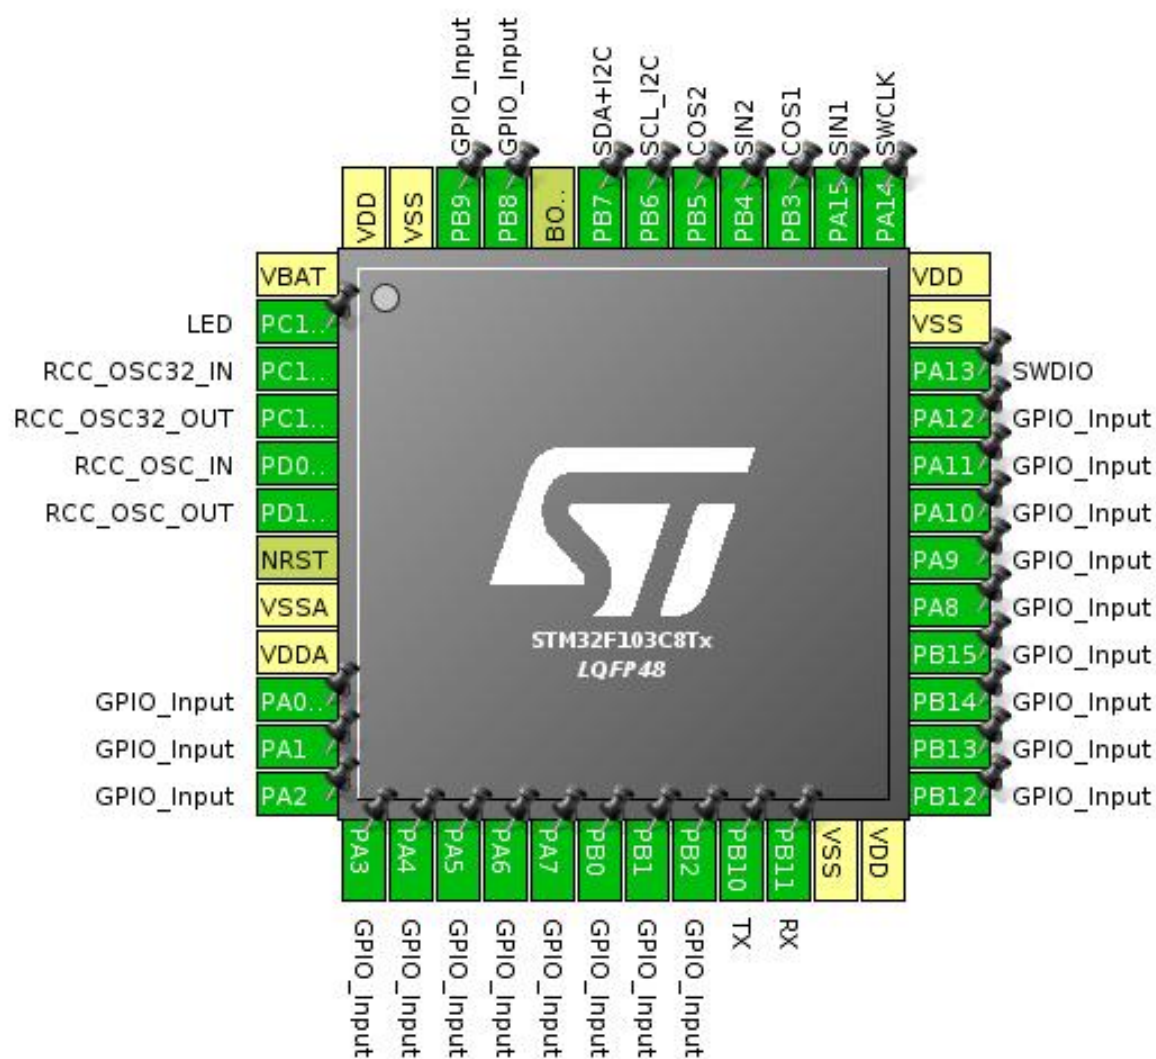 GPIO_Input
GPIO_Input
SDA+I2C
SCL_I2C
COS2
SIN2
COS1
SIN1
SWCLK
VDD
VSS
PB9
PB8
BO..
PB7
PB6
PB5
PB4
PB3
PA15
PA14
VBAT
VDD
LED PC1..
VSS
RCC_OSC32_IN PC1..
PA13 SWDIO
RCC_OSC32_OUT PC1..
PA12 GPIO_Input
RCC_OSC_IN PD0..
PA11 GPIO_Input
RCC_OSC_OUT PD1..
PA10 GPIO_Input
NRST
PA9 GPIO_Input
VSSA
PA8 GPIO_Input
STM32F103C8Tx
LQFP48
VDDA
PB15 GPIO_Input
GPIO_Input PA0..
PB14 GPIO_Input
GPIO_Input PA1
PB13 GPIO_Input
GPIO_Input PA2
PB12 GPIO_Input
PA3
PA4
PA5
PA6
PA7
PB0
PB1
PB2
PB10
PB11
VSS
VDD
GPIO_Input
GPIO_Input
GPIO_Input
GPIO_Input
GPIO_Input
GPIO_Input
GPIO_Input
GPIO_Input
TX
RX